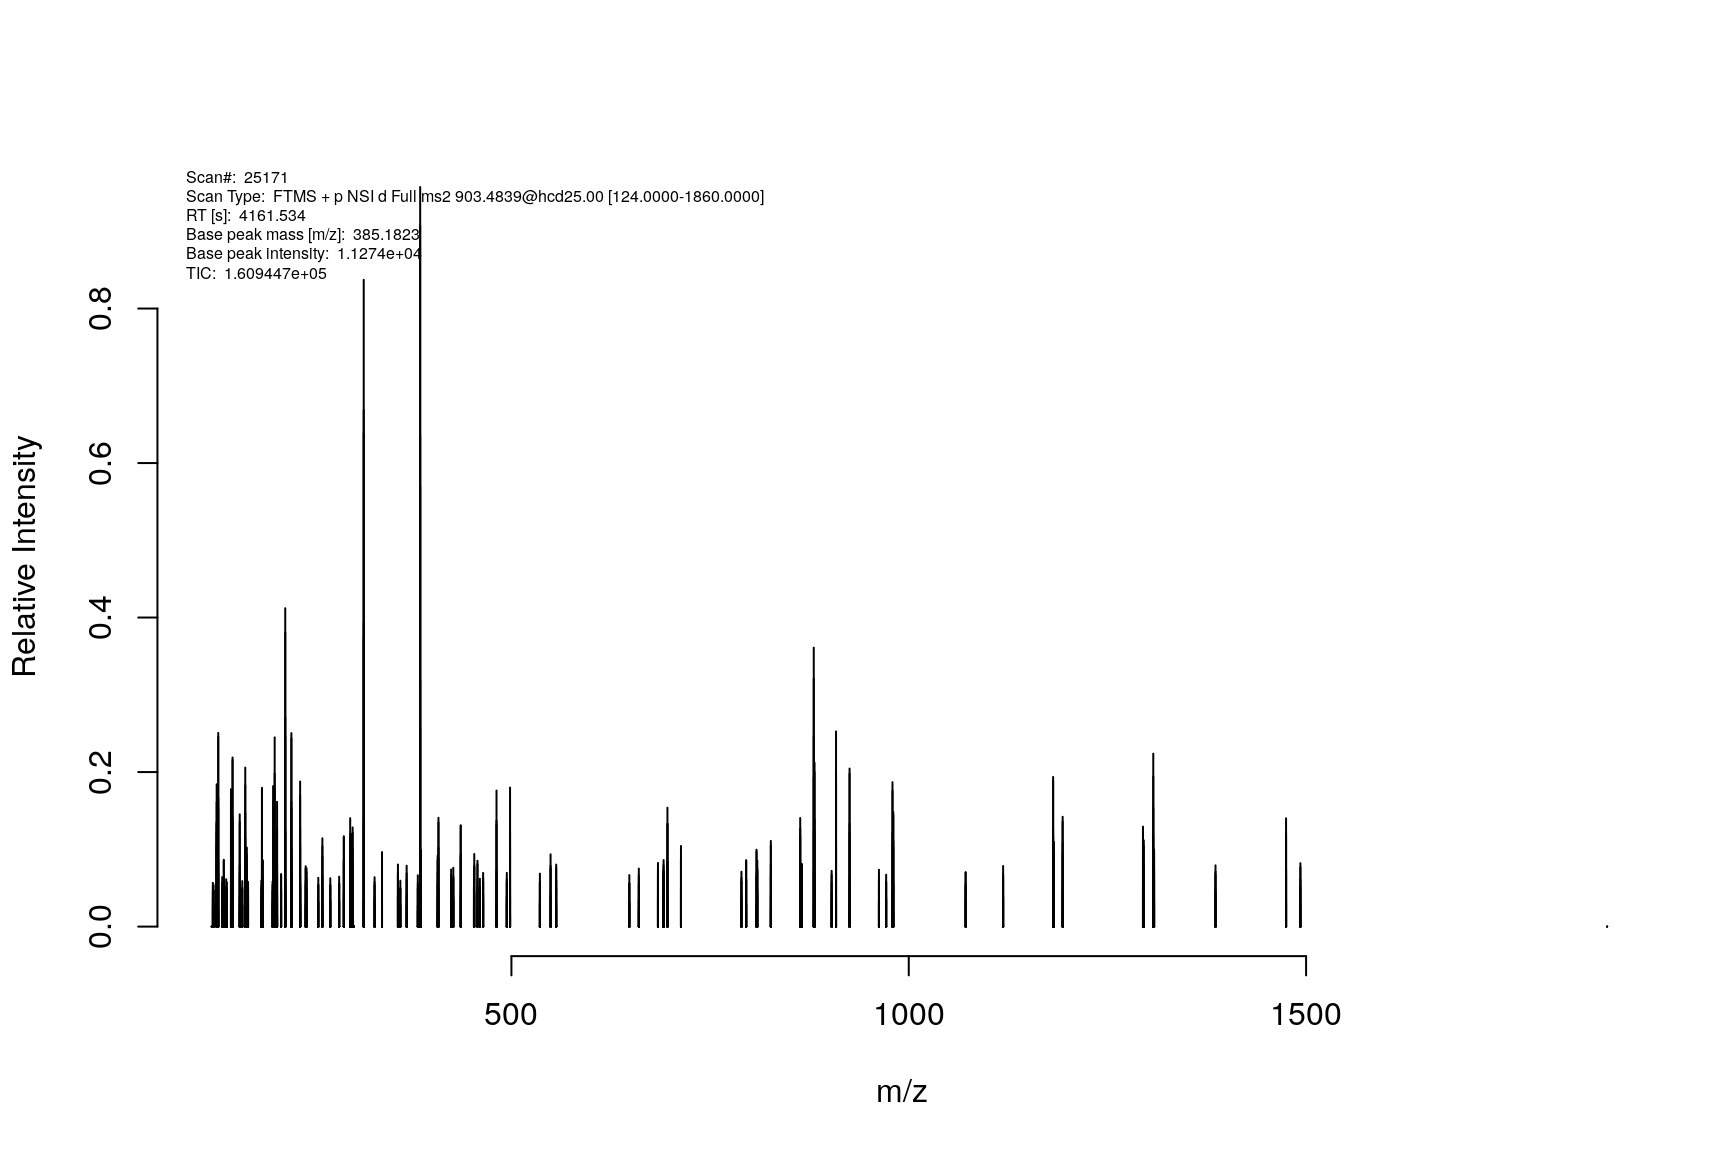 Scan#: 25171
Scan Type: FTMS + p NSI d Full ms2 903.4839@hcd25.00 [124.0000-1860.0000]
RT [s]: 4161.534
Base peak mass [m/z]: 385.1823
Base peak intensity: 1.1274e+04
TIC: 1.609447e+05
0.8
0.6
0.4
0.2
0.0
Relative Intensity
500 1000 1500
m/z